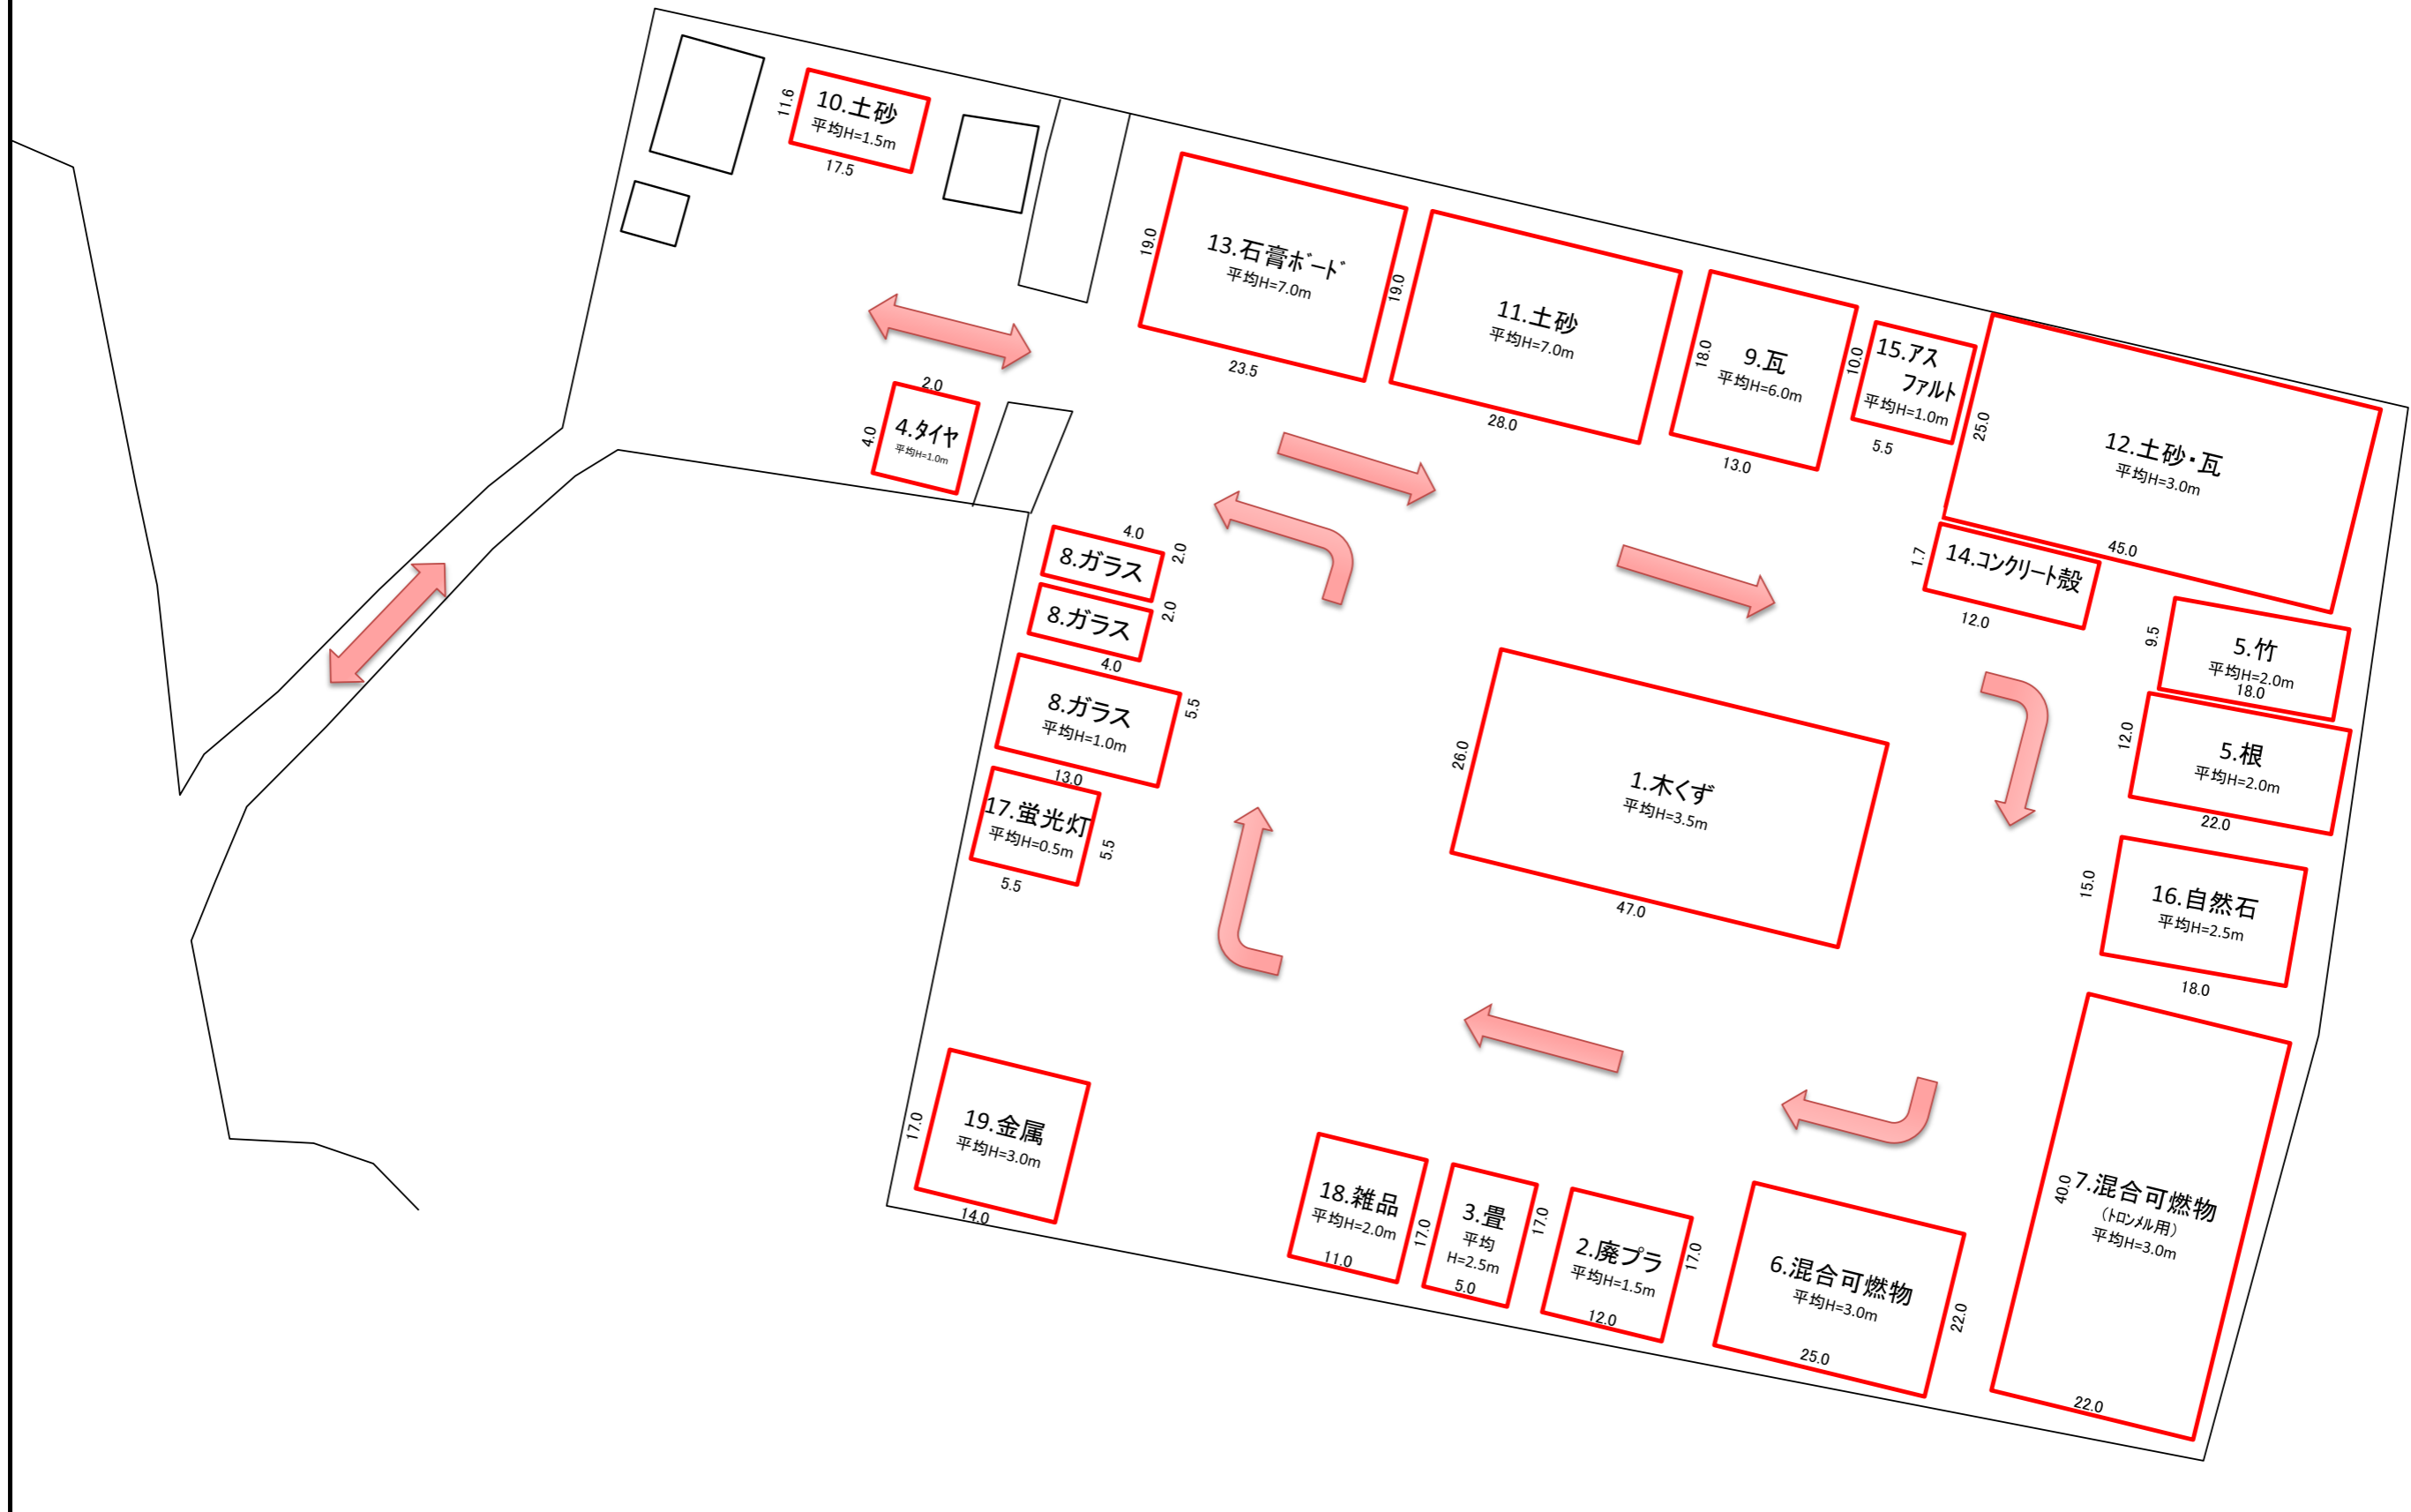 10.土砂
平均H=1.5m
11.6
17.5
13.石膏ﾎﾞｰﾄﾞ
平均H=7.0m
19.0
23.5
11.土砂
平均H=7.0m
19.0
28.0
9.瓦
平均H=6.0m
18.0
13.0
15.ｱｽ
ﾌｧﾙﾄ
平均H=1.0m
10.0
5.5
12.土砂・瓦
平均H=3.0m
25.0
45.0
2.0
4.ﾀｲﾔ
平均H=1.0m
4.0
4.0
8.ガラス
2.0
8.ガラス
2.0
4.0
8.ガラス
平均H=1.0m
5.5
13.0
17.蛍光灯
平均H=0.5m
5.5
5.5
14.ｺﾝｸﾘｰﾄ殻
1.7
12.0
5.竹
平均H=2.0m
9.5
18.0
5.根
平均H=2.0m
12.0
22.0
1.木くず
平均H=3.5m
26.0
47.0
16.自然石
平均H=2.5m
15.0
18.0
19.金属
平均H=3.0m
17.0
14.0
18.雑品
平均H=2.0m
17.0
11.0
3.畳
平均
H=2.5m
17.0
5.0
2.廃プラ
平均H=1.5m
17.0
12.0
6.混合可燃物
平均H=3.0m
22.0
25.0
7.混合可燃物
（ﾄﾛﾝﾒﾙ用）
平均H=3.0m
40.0
22.0